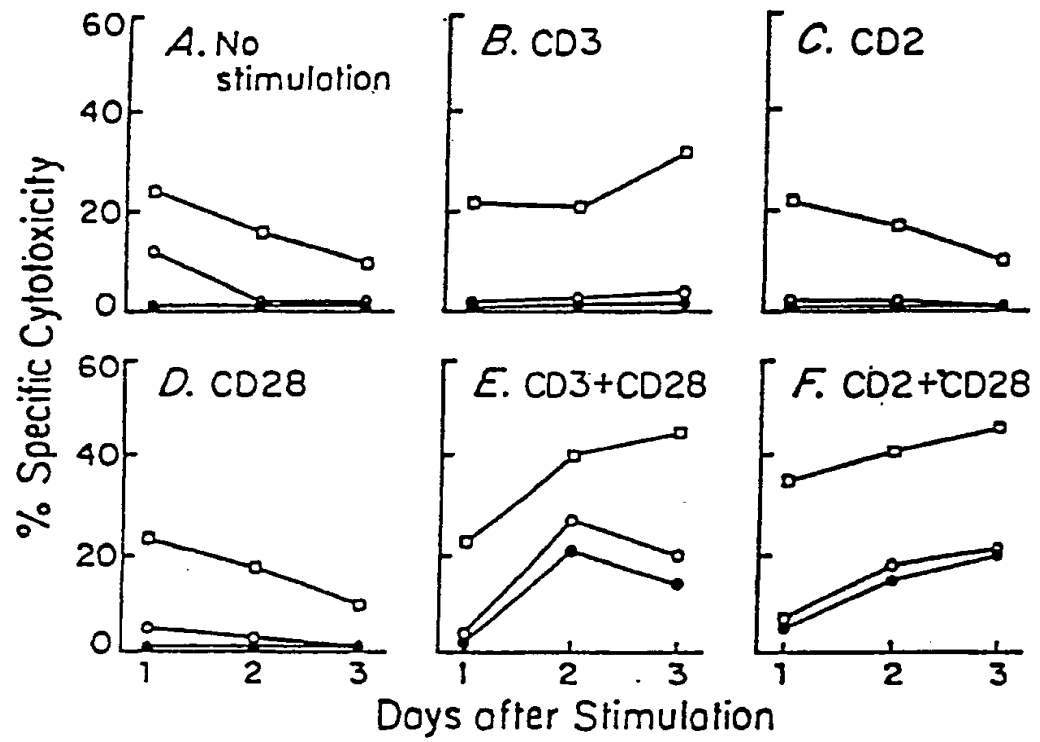 60
40
20
0
A. No
stimulation
B. CD3
C. CD2
% Specific Cytotoxicity
60
40
20
0
D. CD28
E. CD3+CD28
F. CD2+CD28
1 2 3
1 2 3
1 2 3
Days after Stimulation